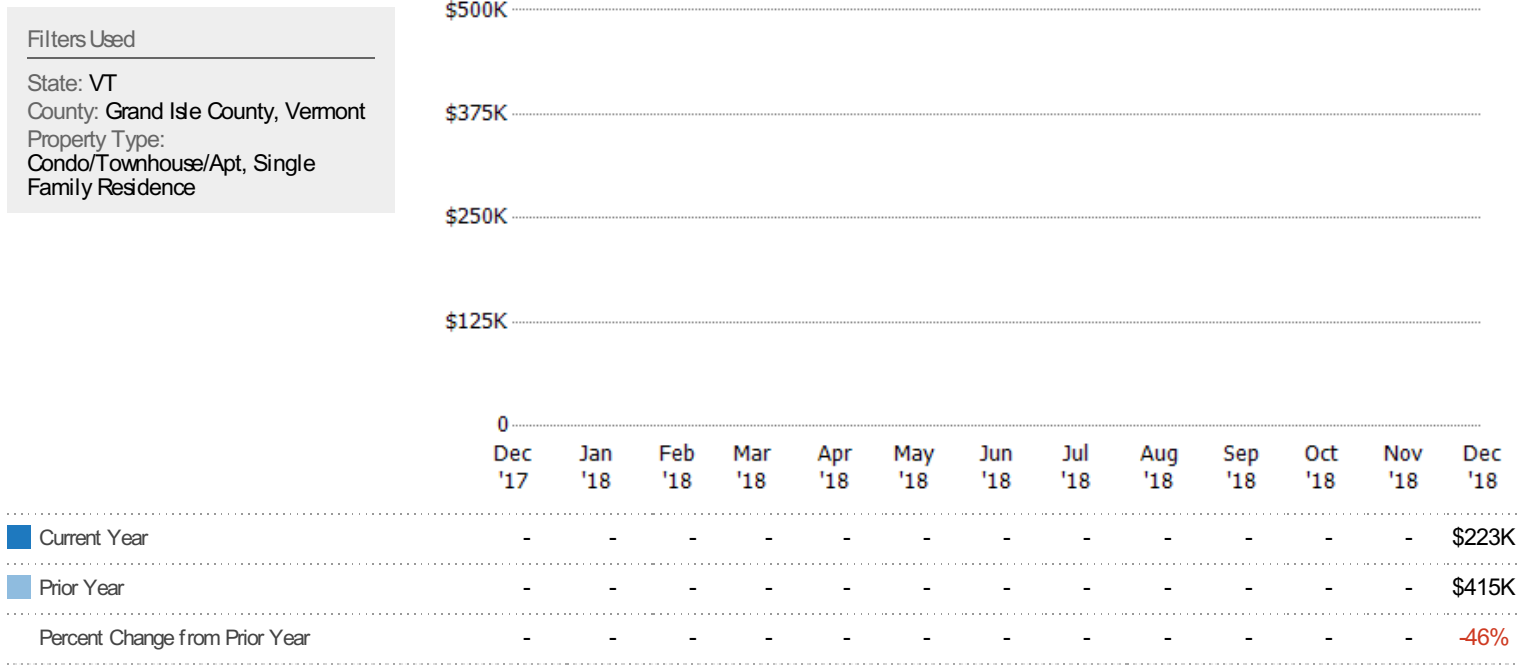 Filters Used
State: VT
County: Grand Isle County, Vermont
Property Type:
Condo/Townhouse/Apt, Single
Family Residence
$500K
$375K
$250K
$125K
0
Dec Jan Feb Mar Apr May Jun Jul Aug Sep Oct Nov Dec
'17 '18 '18 '18 '18 '18 '18 '18 '18 '18 '18 '18 '18
Current Year - - - - - - - - - - - - $223K
Prior Year - - - - - - - - - - - - $415K
Percent Change from Prior Year - - - - - - - - - - - - -46%